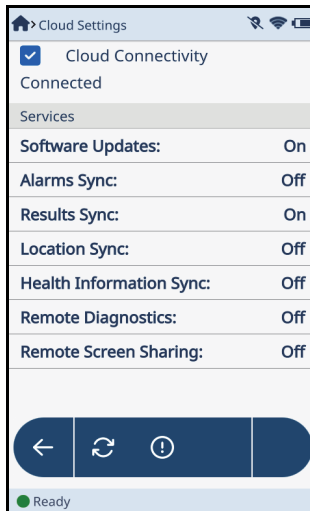 Cloud Settings
Cloud Connectivity
Connected
Services
Software Updates: On
Alarms Sync: Off
Results Sync: On
Location Sync: Off
Health Information Sync: Off
Remote Diagnostics: Off
Remote Screen Sharing: Off
Ready